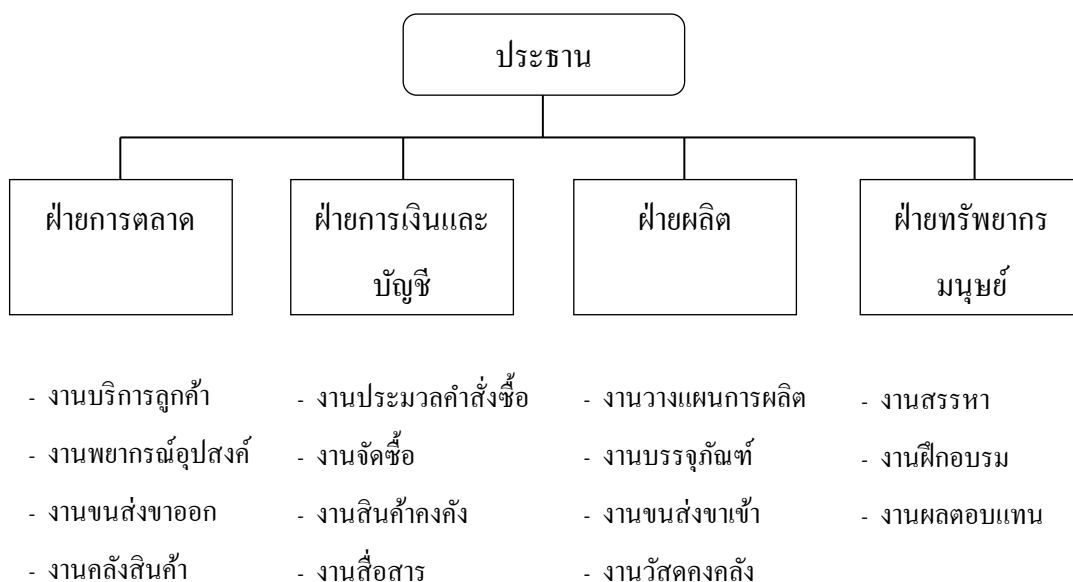 ประธาน
ฝ่ายการตลาด
ฝ่ายการเงินและ
บัญชี
ฝ่ายผลิต
ฝ่ายทรัพยากร
มนุษย์
- งานบริการลูกค้า
- งานพยากรณ์อุปสงค์
- งานขนส่งขาออก
- งานคลังสินค้า
- งานประมวลคำสั่งซื้อ
- งานจัดซื้อ
- งานสินค้าคงคัง
- งานสื่อสาร
- งานวางแผนการผลิต
- งานบรรจุภัณฑ์
- งานขนส่งขาเข้า
- งานวัสดคงคลัง
- งานสรรหา
- งานฝึกอบรม
- งานผลตอบแทน